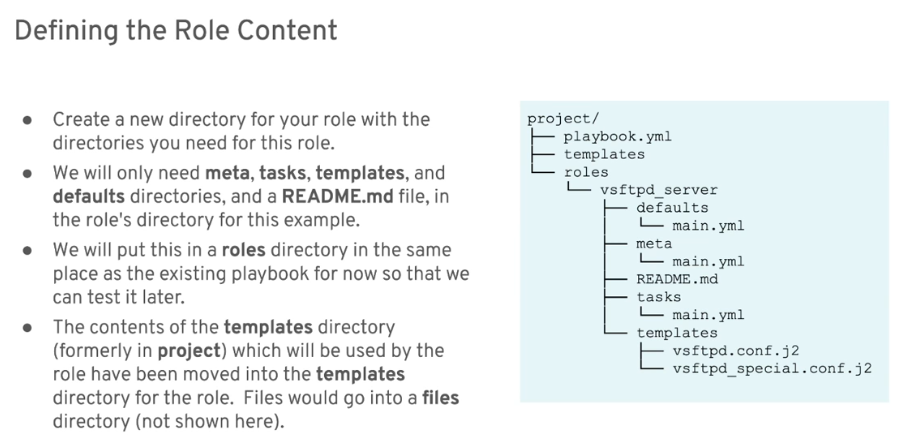 Defining the Role Content
● Create a new directory for your role with the
directories you need for this role.
● We will only need meta, tasks, templates, and
defaults directories, and a README.md file, in
the role's directory for this example.
● We will put this in a roles directory in the same
place as the existing playbook for now so that we
can test it later.
● The contents of the templates directory
(formerly in project) which will be used by the
role have been moved into the templates
directory for the role. Files would go into a files
directory (not shown here).
project/
├── playbook.yml
├── templates
└── roles
    └── vsftpd_server
        ├── defaults
        │   └── main.yml
        ├── meta
        │   └── main.yml
        ├── README.md
        ├── tasks
        │   └── main.yml
        └── templates
            ├── vsftpd.conf.j2
            └── vsftpd_special.conf.j2